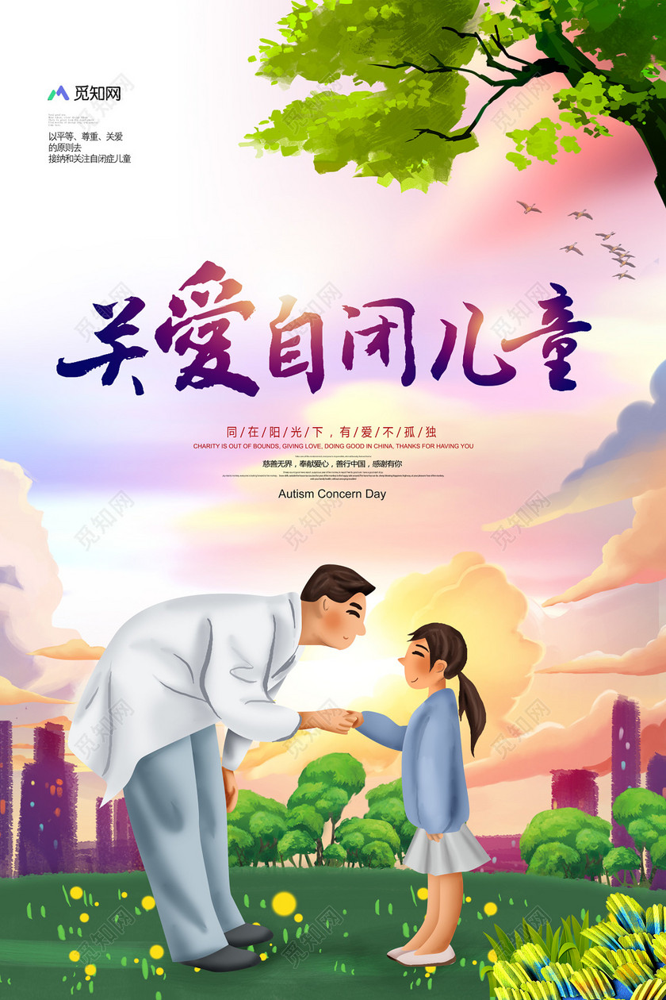 觅知网
以平等、尊重、关爱
的原则去
接纳和关注自闭症儿童
关爱自闭儿童
同/在/阳/光/下，有/爱/不/孤/独
CHARITY IS OUT OF BOUNDS, GIVING LOVE, DOING GOOD IN CHINA, THANKS FOR HAVING YOU
慈善无界，奉献爱心，善行中国，感谢有你
Autism Concern Day